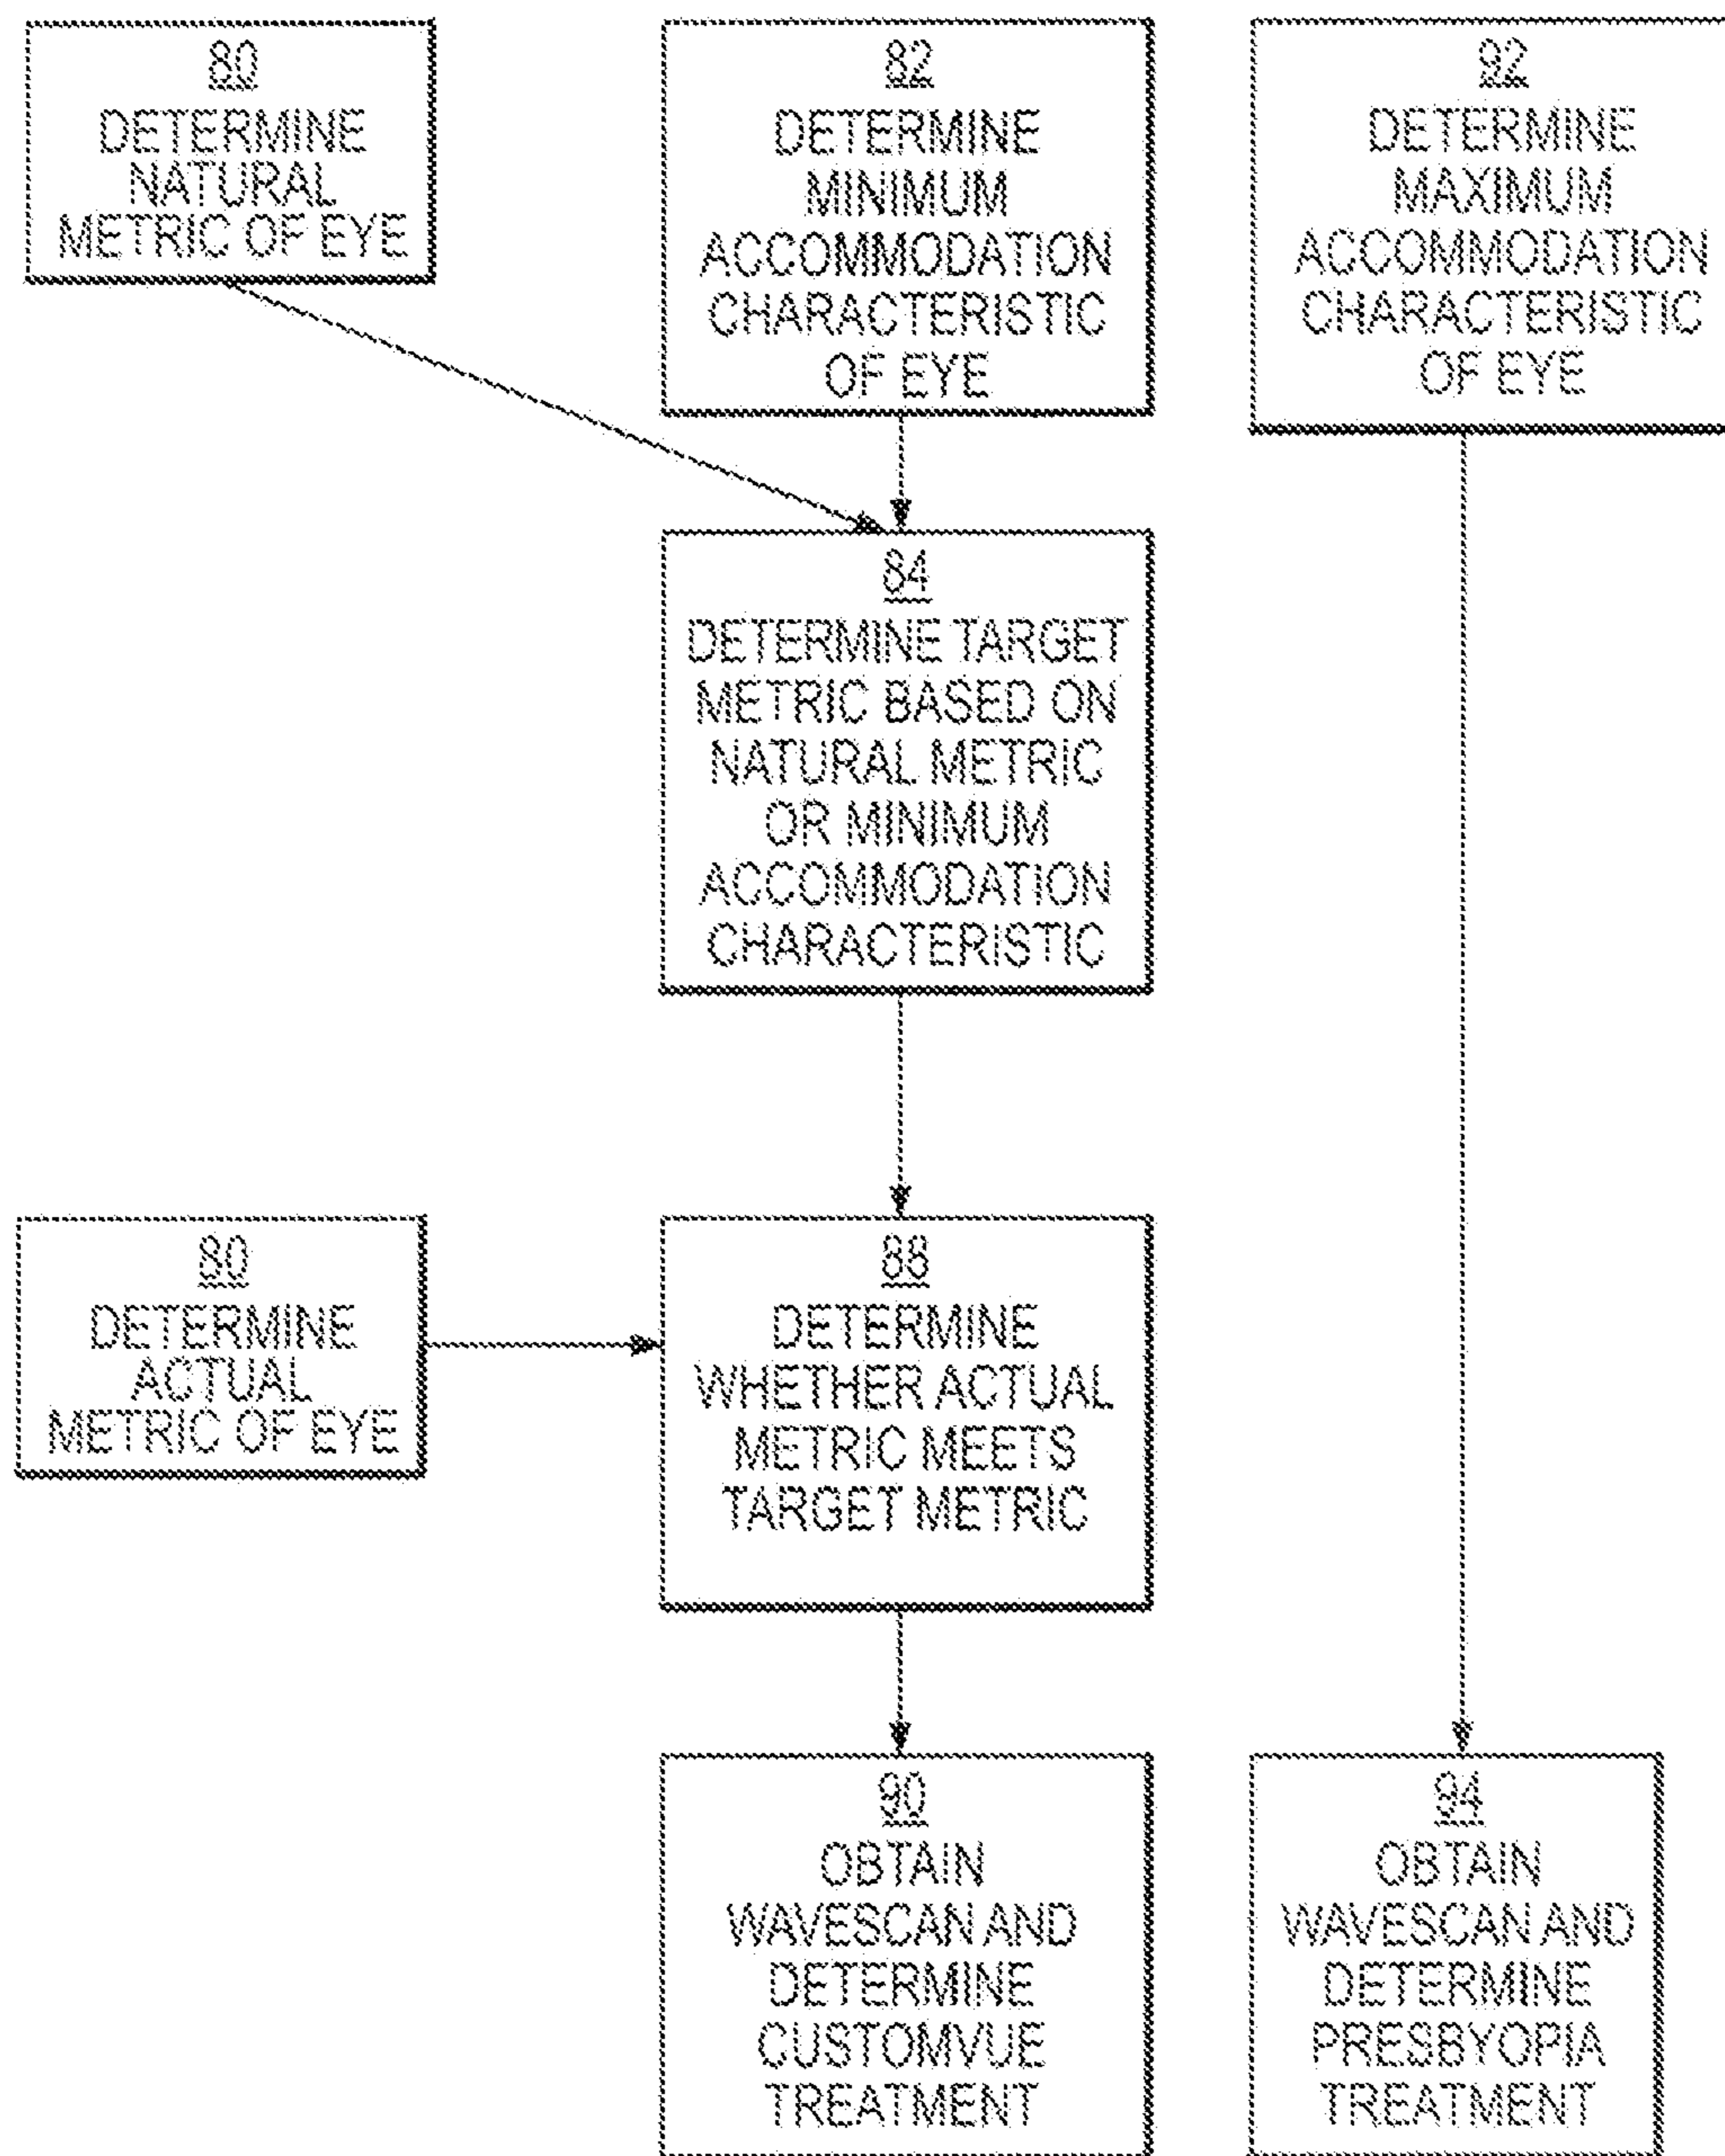 80
DETERMINE
NATURAL
METRIC OF EYE
82
DETERMINE
MINIMUM
ACCOMMODATION
CHARACTERISTIC
OF EYE
92
DETERMINE
MAXIMUM
ACCOMMODATION
CHARACTERISTIC
OF EYE
84
DETERMINE TARGET
METRIC BASED ON
NATURAL METRIC
OR MINIMUM
ACCOMMODATION
CHARACTERISTIC
80
DETERMINE
ACTUAL
METRIC OF EYE
88
DETERMINE
WHETHER ACTUAL
METRIC MEETS
TARGET METRIC
90
OBTAIN
WAVESCAN AND
DETERMINE
CUSTOMVUE
TREATMENT
94
OBTAIN
WAVESCAN AND
DETERMINE
PRESBYOPIA
TREATMENT